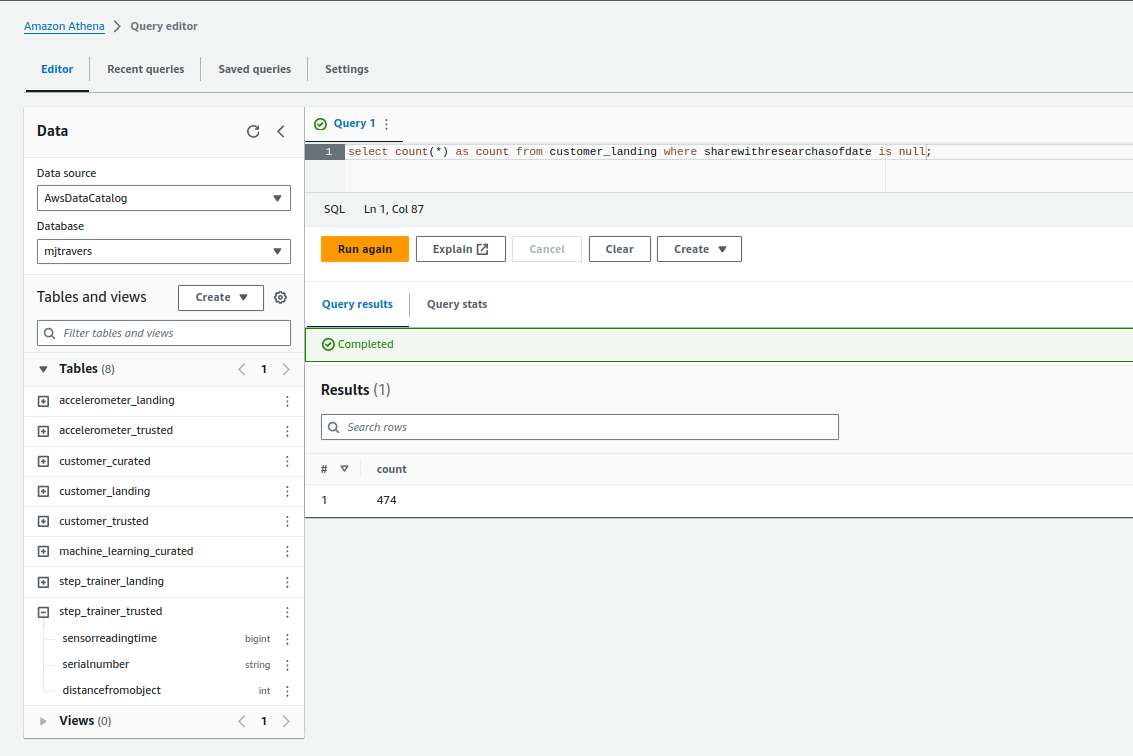 Amazon Athena > Query editor
Editor Recent queries Saved queries Settings
Data
Data source
AwsDataCatalog
Database
mjtravers
Tables and views Create
Filter tables and views
Tables (8) < 1 >
accelerometer_landing
accelerometer_trusted
customer_curated
customer_landing
customer_trusted
machine_learning_curated
step_trainer_landing
step_trainer_trusted
sensorreadingtime bigint
serialnumber string
distancefromobject int
Views (0) < 1 >
Query 1
1 select count(*) as count from customer_landing where sharewithresearchasofdate is null;
SQL Ln 1, Col 87
Run again Explain Cancel Clear Create
Query results Query stats
Completed
Results (1)
Search rows
# count
1 474